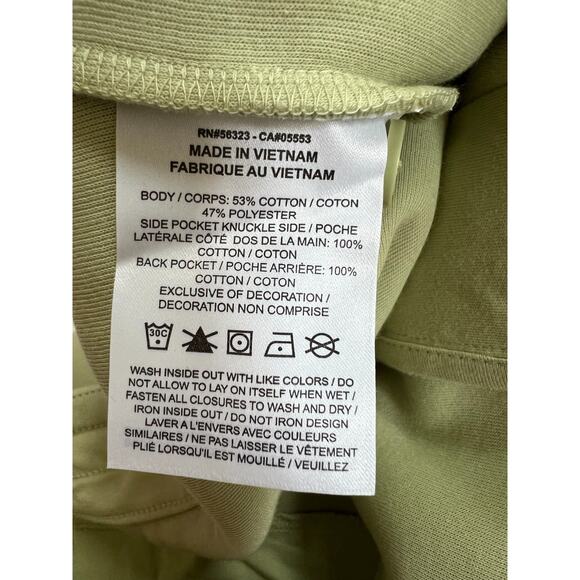 RN#56323 - CA#05553
MADE IN VIETNAM
FABRIQUE AU VIETNAM
BODY / CORPS: 53% COTTON / COTON
47% POLYESTER
SIDE POCKET KNUCKLE SIDE / POCHE
LATÉRALE CÔTÉ DOS DE LA MAIN: 100%
COTTON / COTON
BACK POCKET / POCHE ARRIÈRE: 100%
COTTON / COTON
EXCLUSIVE OF DECORATION /
DECORATION NON COMPRISE
30C
WASH INSIDE OUT WITH LIKE COLORS / DO
NOT ALLOW TO LAY ON ITSELF WHEN WET /
FASTEN ALL CLOSURES TO WASH AND DRY /
IRON INSIDE OUT / DO NOT IRON DESIGN
LAVER A L'ENVERS AVEC COULEURS
SIMILAIRES / NE PAS LAISSER LE VÊTEMENT
PLIÉ LORSQU'IL EST MOUILLÉ / VEUILLEZ